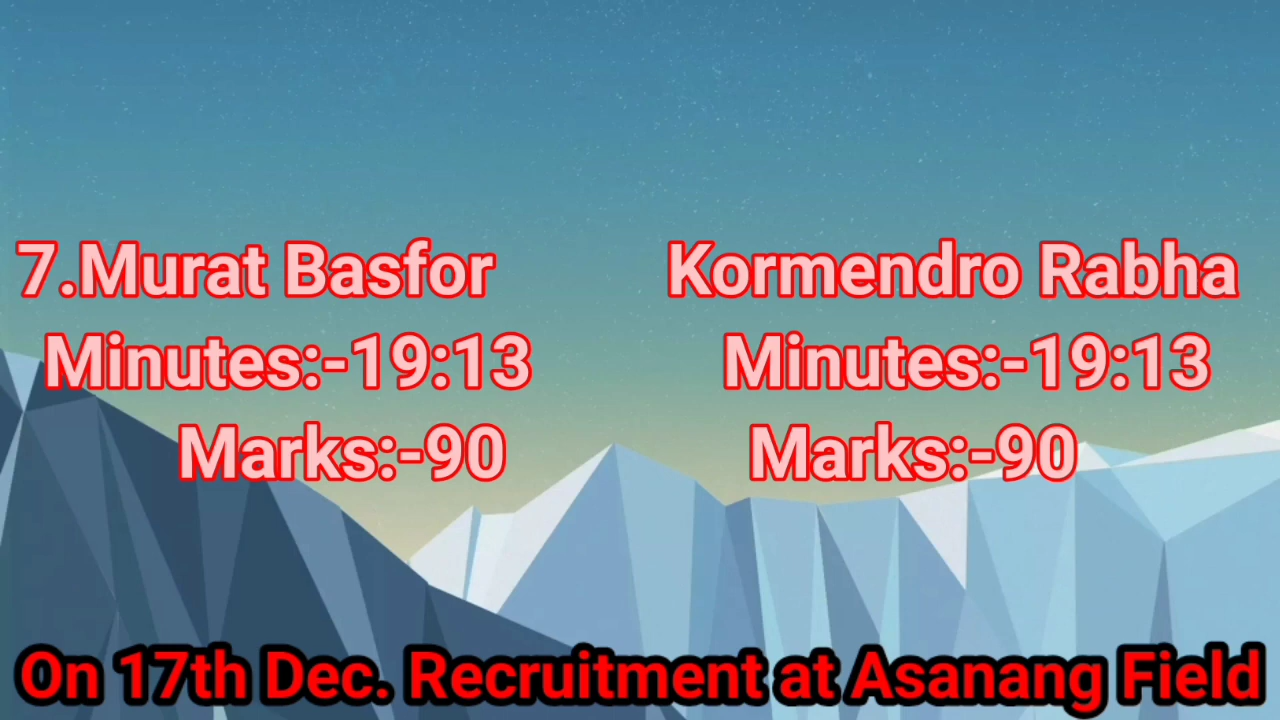 7.Murat Basfor Kormendro Rabha
Minutes:-19:13 Minutes:-19:13
Marks:-90 Marks:-90
On 17th Dec. Recruitment at Asanang Field